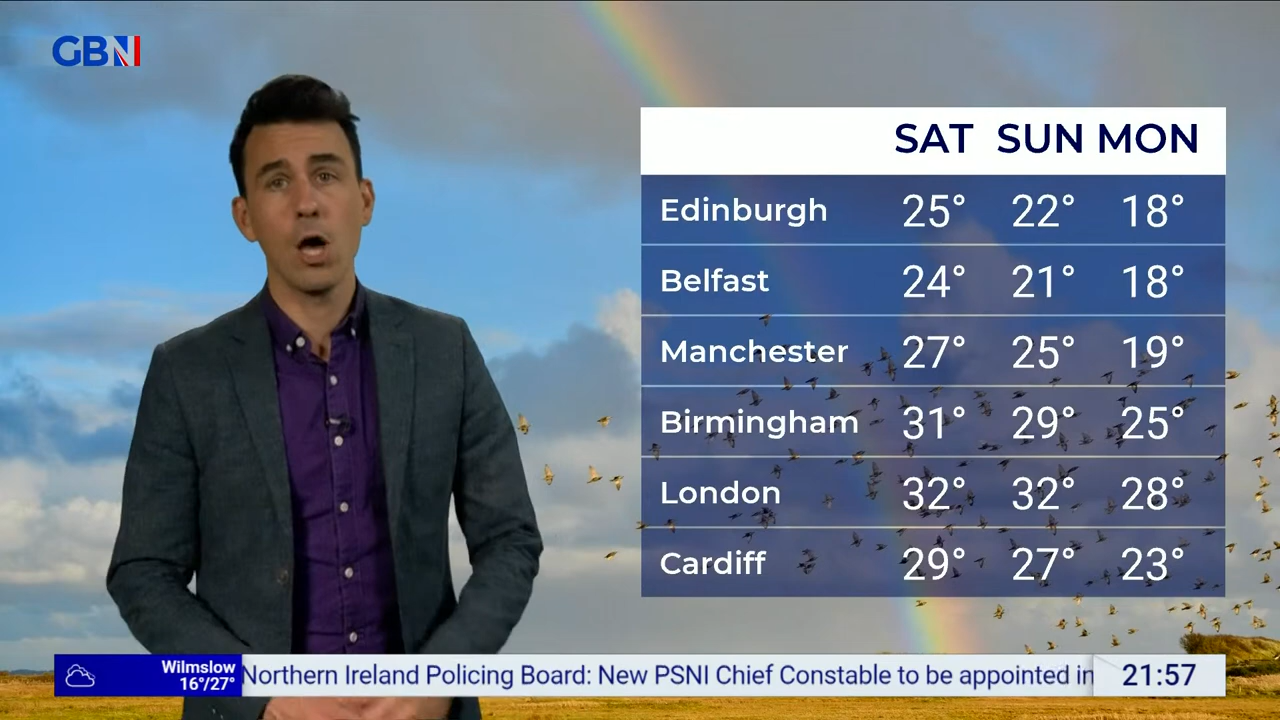 GBN
SAT SUN MON
Edinburgh 25° 22° 18°
Belfast 24° 21° 18°
Manchester 27° 25° 19°
Birmingham 31° 29° 25°
London 32° 32° 28°
Cardiff 29° 27° 23°
Wilmslow
16°/27°
Northern Ireland Policing Board: New PSNI Chief Constable to be appointed in
21:57